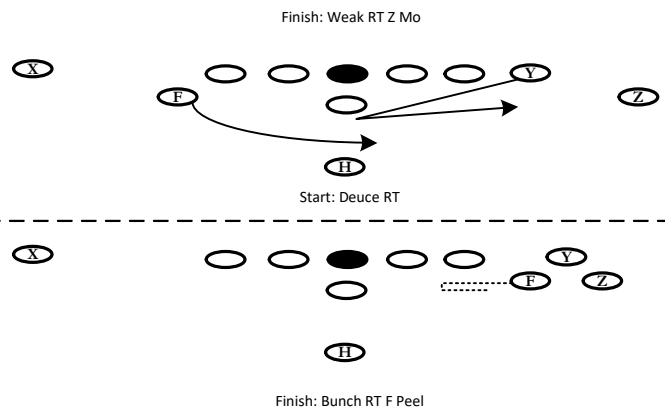 Finish: Weak RT Z Mo
X Y
F Z
H
Start: Deuce RT
X Y
F Z
H
Finish: Bunch RT F Peel